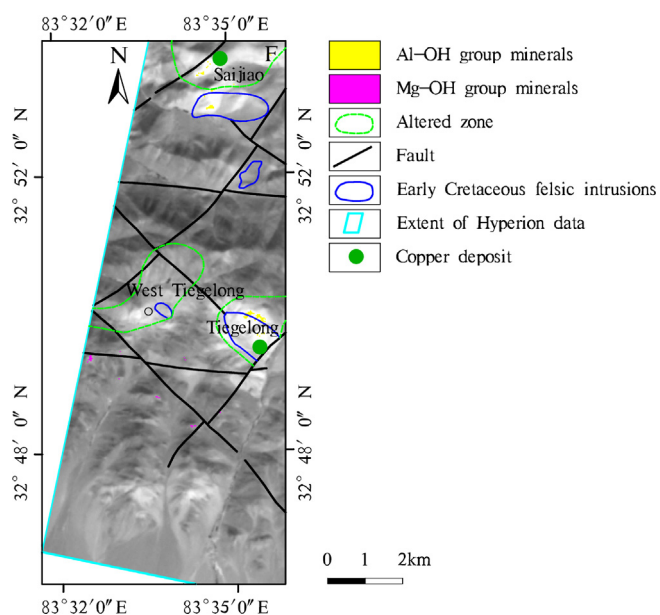 83°32′0″E 83°35′0″E
N F
Saijiao
32° 52′ 0″ N
32° 52′ 0″ N
West Tiegelong
Tiegelong
32° 48′ 0″ N
32° 48′ 0″ N
83°32′0″E 83°35′0″E
Al-OH group minerals
Mg-OH group minerals
Altered zone
Fault
Early Cretaceous felsic intrusions
Extent of Hyperion data
Copper deposit
0 1 2km